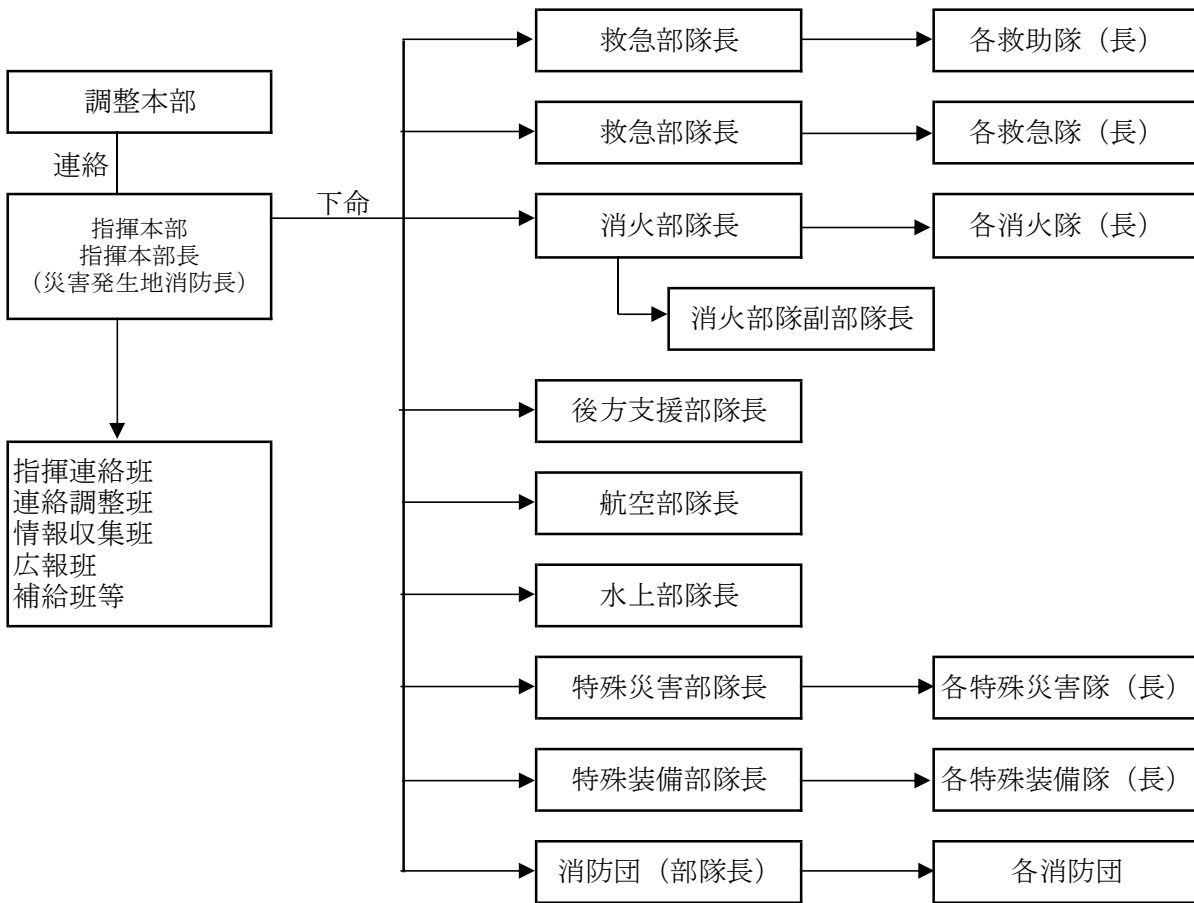 調整本部
連絡
指揮本部
指揮本部長
（災害発生地消防長）
下命
指揮連絡班
連絡調整班
情報収集班
広報班
補給班等
救急部隊長
各救助隊（長）
救急部隊長
各救急隊（長）
消火部隊長
各消火隊（長）
消火部隊副部隊長
後方支援部隊長
航空部隊長
水上部隊長
特殊災害部隊長
各特殊災害隊（長）
特殊装備部隊長
各特殊装備隊（長）
消防団（部隊長）
各消防団